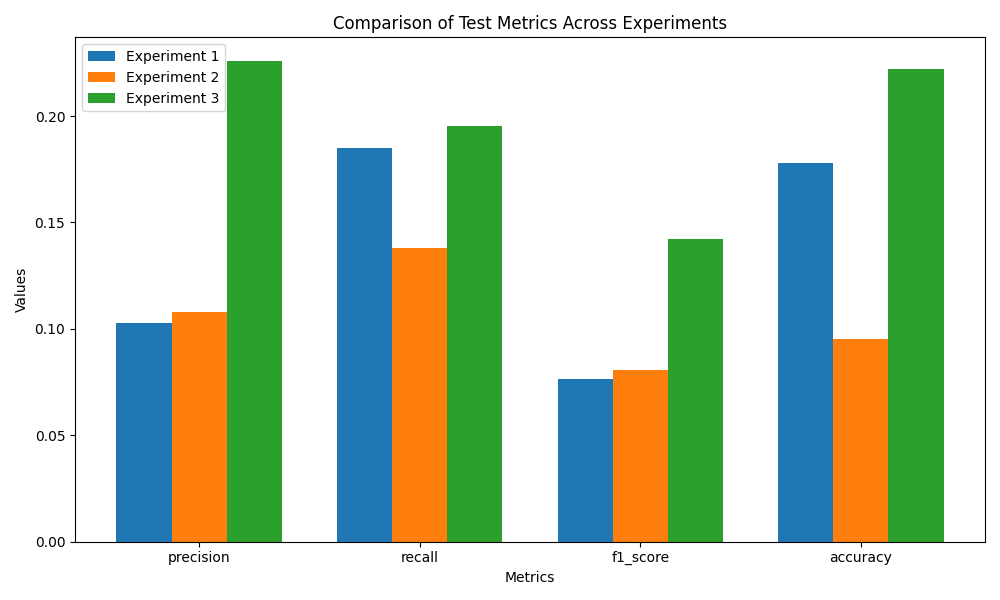 Comparison of Test Metrics Across Experiments
Experiment 1
Experiment 2
Experiment 3
0.20
0.15
0.10
0.05
0.00
Values
precision recall f1_score accuracy
Metrics